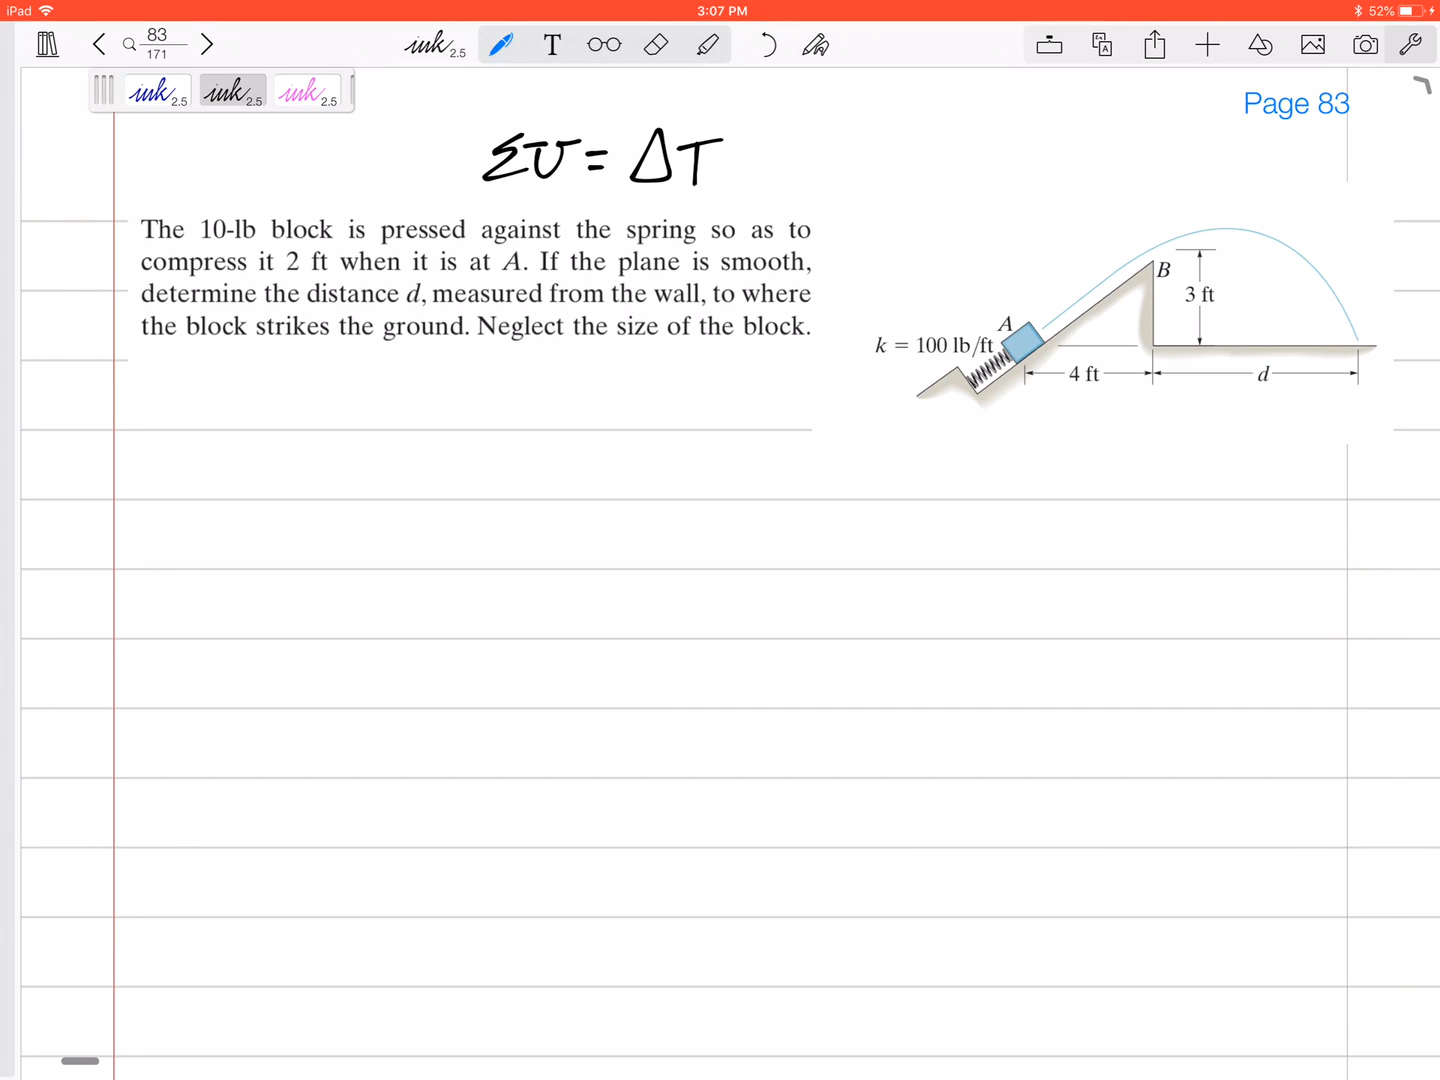 iPad 3:07 PM 52%
83
171
ink 2.5 T
ink 2.5 ink 2.5 ink 2.5
Page 83
ΣU = ΔT
The 10-lb block is pressed against the spring so as to
compress it 2 ft when it is at A. If the plane is smooth,
determine the distance d, measured from the wall, to where
the block strikes the ground. Neglect the size of the block.
B
3 ft
A
k = 100 lb/ft
4 ft
d